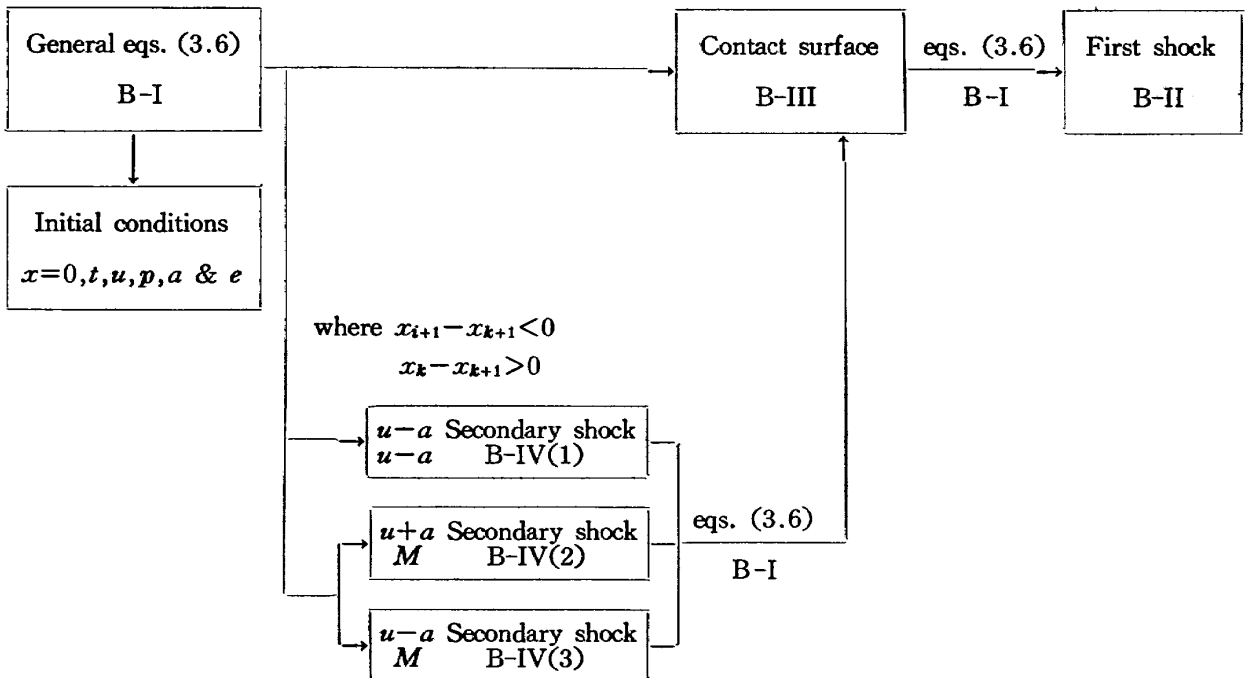 General eqs. (3.6)
B-I
Initial conditions
x=0,t,u,p,a & e
Contact surface
B-III
eqs. (3.6)
B-I
First shock
B-II
where x_{i+1}-x_{k+1}<0
x_k-x_{k+1}>0
u-a Secondary shock
u-a B-IV(1)
u+a Secondary shock
M B-IV(2)
u-a Secondary shock
M B-IV(3)
eqs. (3.6)
B-I